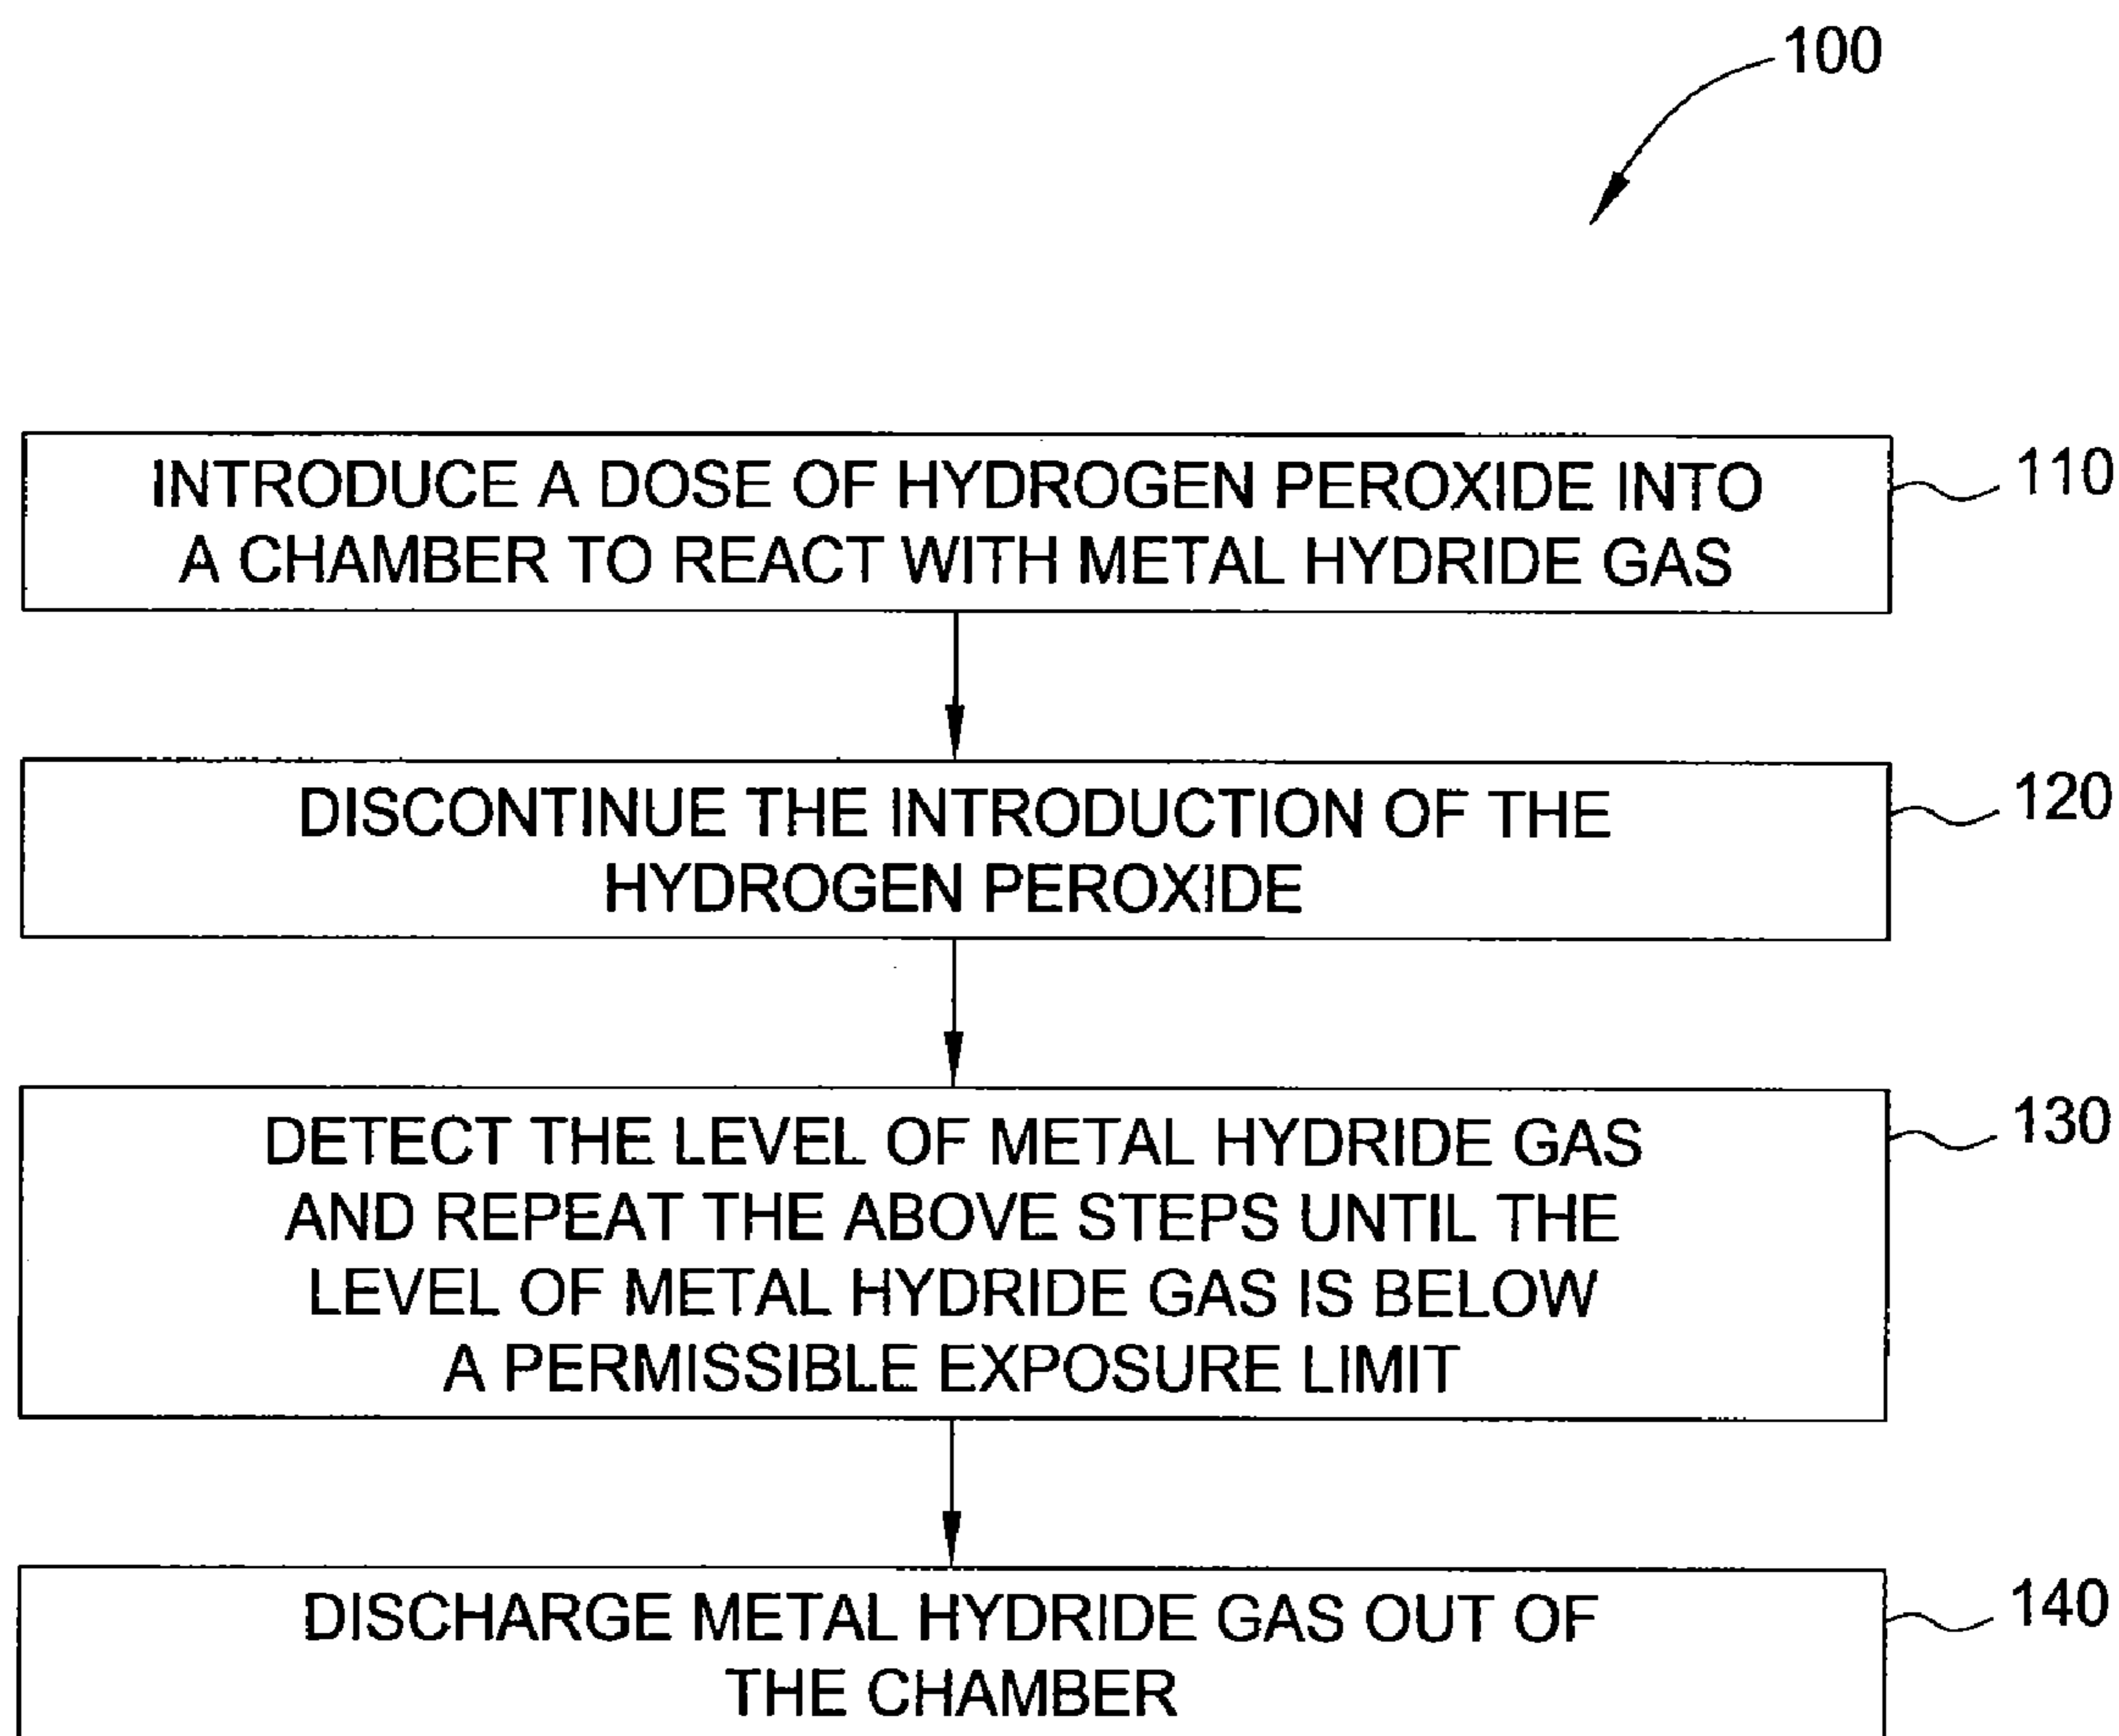 100
INTRODUCE A DOSE OF HYDROGEN PEROXIDE INTO
A CHAMBER TO REACT WITH METAL HYDRIDE GAS
110
DISCONTINUE THE INTRODUCTION OF THE
HYDROGEN PEROXIDE
120
DETECT THE LEVEL OF METAL HYDRIDE GAS
AND REPEAT THE ABOVE STEPS UNTIL THE
LEVEL OF METAL HYDRIDE GAS IS BELOW
A PERMISSIBLE EXPOSURE LIMIT
130
DISCHARGE METAL HYDRIDE GAS OUT OF
THE CHAMBER
140